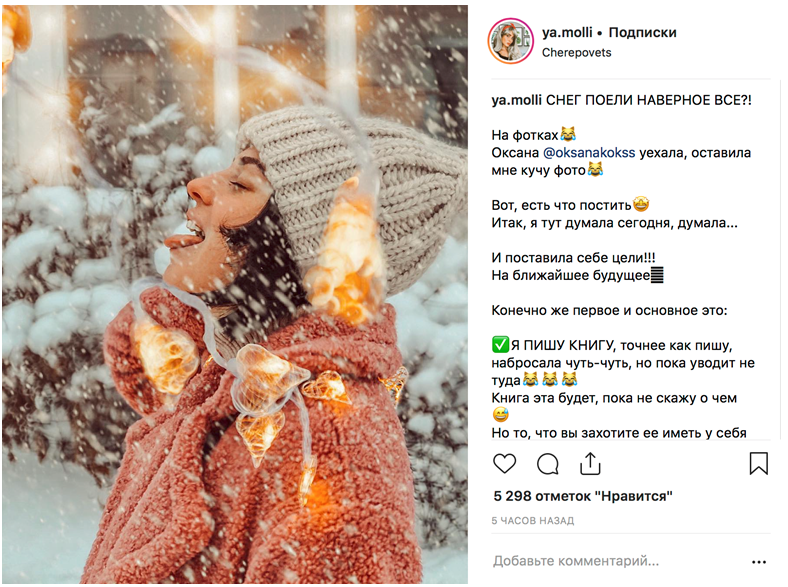 ya.molli • Подписки
Cherepovets
ya.molli СНЕГ ПОЕЛИ НАВЕРНОЕ ВСЕ?!
На фотках😹
Оксана @oksanakokss уехала, оставила
мне кучу фото😹
Вот, есть что постить🤩
Итак, я тут думала сегодня, думала...
И поставила себе цели!!!
На ближайшее будущее
Конечно же первое и основное это:
✅Я ПИШУ КНИГУ, точнее как пишу,
набросала чуть-чуть, но пока уводит не
туда😹😹😹
Книга эта будет, пока не скажу о чем
😅
Но то, что вы захотите ее иметь у себя
5 298 отметок "Нравится"
5 ЧАСОВ НАЗАД
Добавьте комментарий...